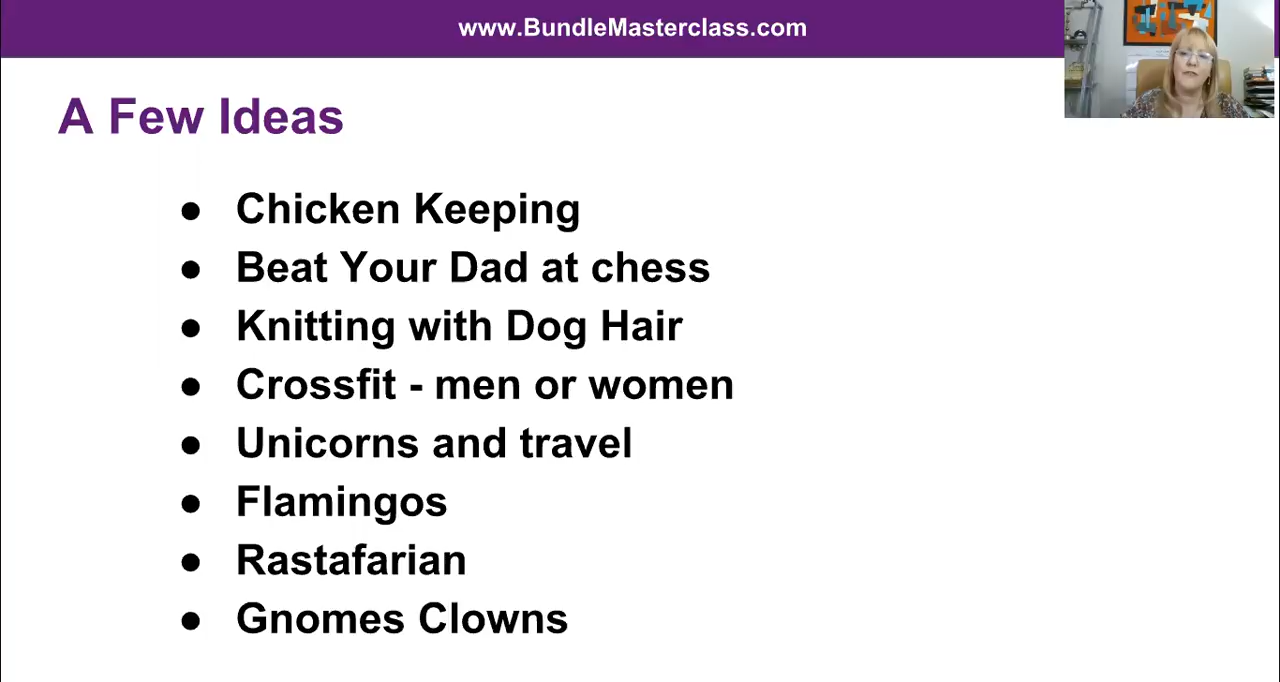 www.BundleMasterclass.com
A Few Ideas
● Chicken Keeping
● Beat Your Dad at chess
● Knitting with Dog Hair
● Crossfit - men or women
● Unicorns and travel
● Flamingos
● Rastafarian
● Gnomes Clowns